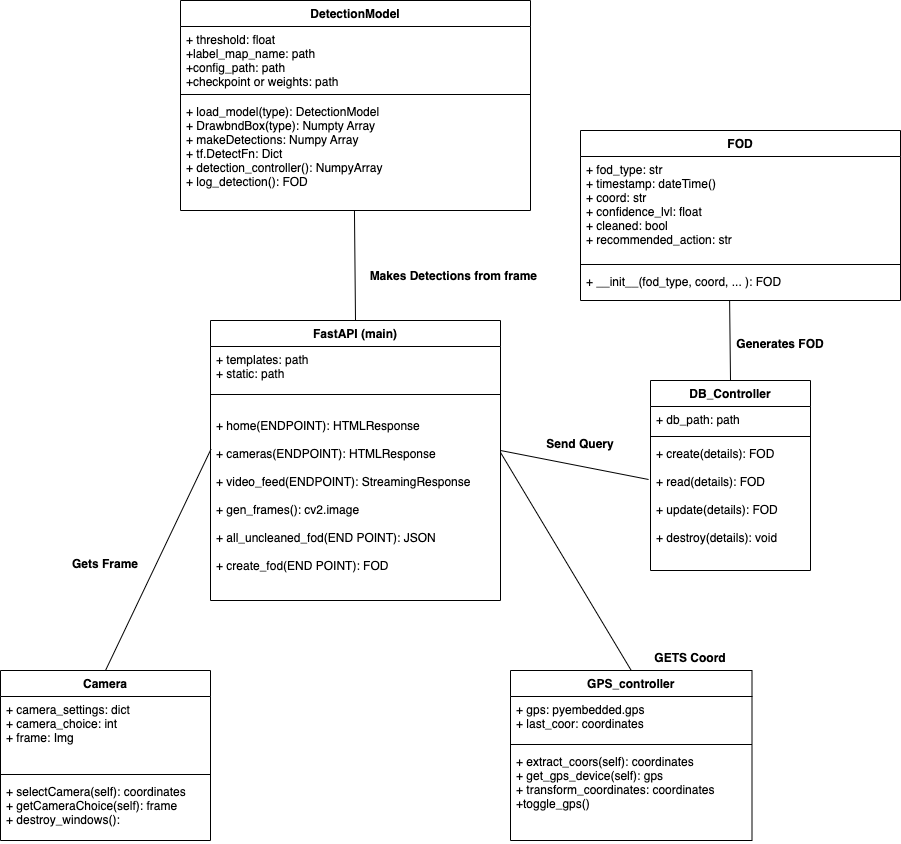 DetectionModel
+ threshold: float
+label_map_name: path
+config_path: path
+checkpoint or weights: path
+ load_model(type): DetectionModel
+ DrawbndBox(type): Numpty Array
+ makeDetections: Numpy Array
+ tf.DetectFn: Dict
+ detection_controller(): NumpyArray
+ log_detection(): FOD
FOD
+ fod_type: str
+ timestamp: dateTime()
+ coord: str
+ confidence_lvl: float
+ cleaned: bool
+ recommended_action: str
+ __init__(fod_type, coord, ... ): FOD
Makes Detections from frame
Generates FOD
FastAPI (main)
+ templates: path
+ static: path
+ home(ENDPOINT): HTMLResponse
+ cameras(ENDPOINT): HTMLResponse
+ video_feed(ENDPOINT): StreamingResponse
+ gen_frames(): cv2.image
+ all_uncleaned_fod(END POINT): JSON
+ create_fod(END POINT): FOD
Send Query
DB_Controller
+ db_path: path
+ create(details): FOD
+ read(details): FOD
+ update(details): FOD
+ destroy(details): void
Gets Frame
GETS Coord
Camera
+ camera_settings: dict
+ camera_choice: int
+ frame: Img
+ selectCamera(self): coordinates
+ getCameraChoice(self): frame
+ destroy_windows():
GPS_controller
+ gps: pyembedded.gps
+ last_coor: coordinates
+ extract_coors(self): coordinates
+ get_gps_device(self): gps
+ transform_coordinates: coordinates
+toggle_gps()